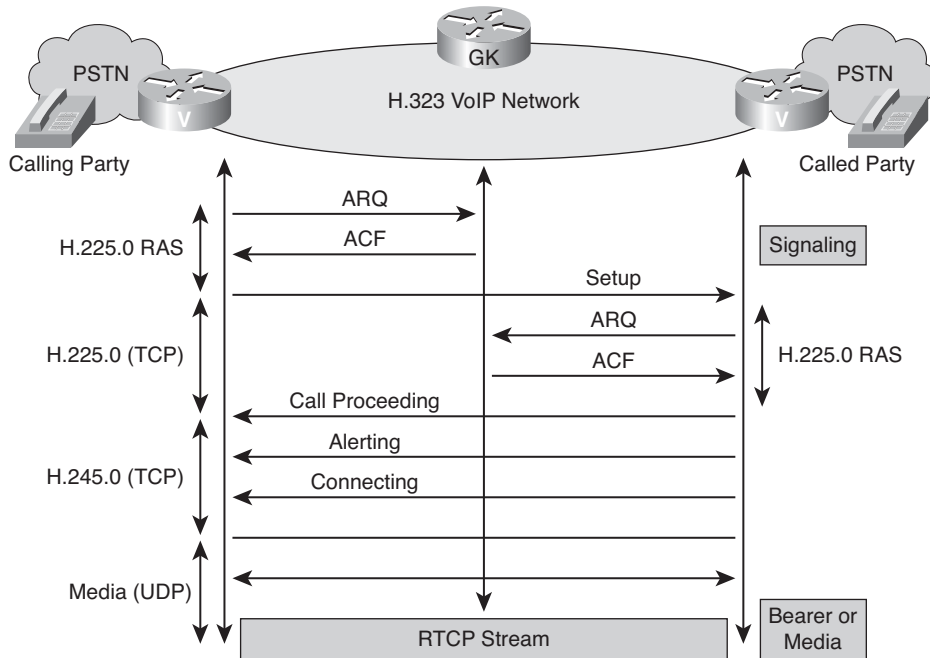 PSTN
GK
PSTN
H.323 VoIP Network
V
V
Calling Party
Called Party
ARQ
H.225.0 RAS
ACF
Signaling
Setup
ARQ
H.225.0 (TCP)
ACF
H.225.0 RAS
Call Proceeding
Alerting
H.245.0 (TCP)
Connecting
Media (UDP)
RTCP Stream
Bearer or
Media